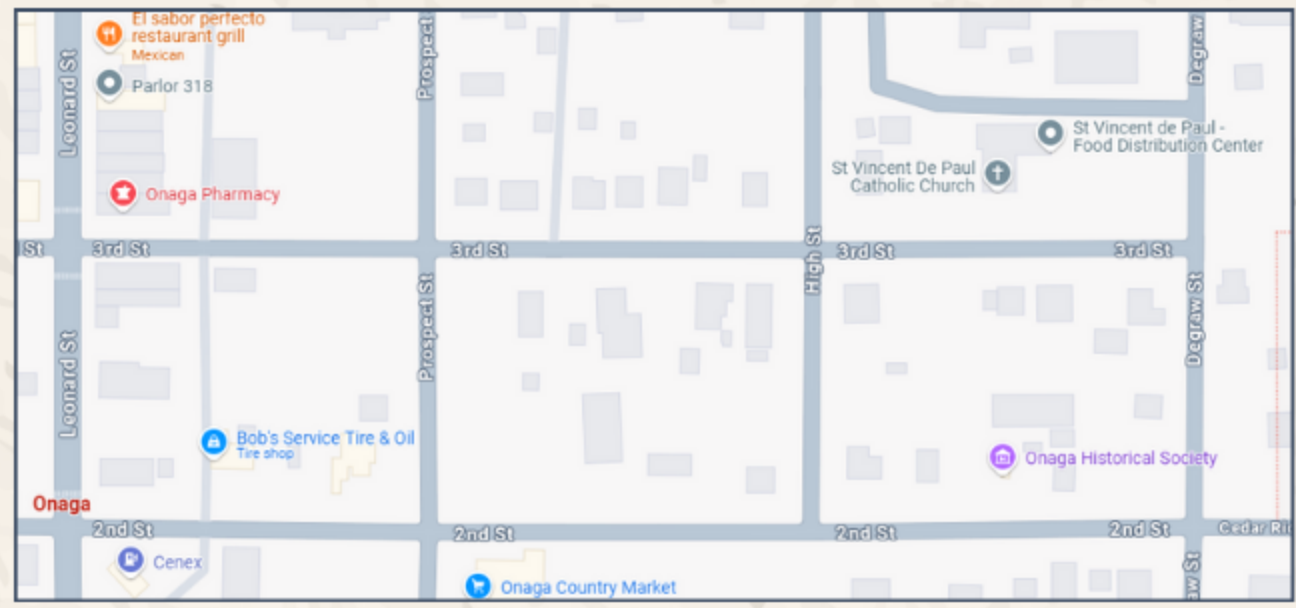 El sabor perfecto
restaurant grill
Mexican
Parlor 318
Leonard St
Prospect
Degraw
St Vincent de Paul -
Food Distribution Center
St Vincent De Paul
Catholic Church
Onaga Pharmacy
St
3rd St
3rd St
3rd St
3rd St
High St
Leonard St
Prospect St
Degraw St
Bob's Service Tire & Oil
Tire shop
Onaga Historical Society
Onaga
2nd St
2nd St
2nd St
2nd St
Cedar Ri
Cenex
Onaga Country Market
aw St